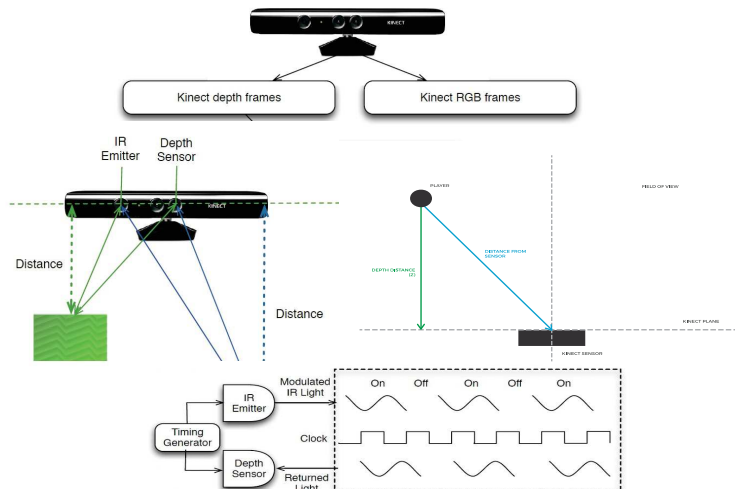 KINECT
Kinect depth frames
Kinect RGB frames
IR
Emitter
Depth
Sensor
KINECT
Distance
Distance
PLAYER
FIELD OF VIEW
DISTANCE FROM
SENSOR
DEPTH DISTANCE
(Z)
KINECT PLANE
KINECT SENSOR
Modulated
IR Light
On Off On Off On
IR
Emitter
Timing
Generator
Clock
Depth
Sensor
Returned
Light